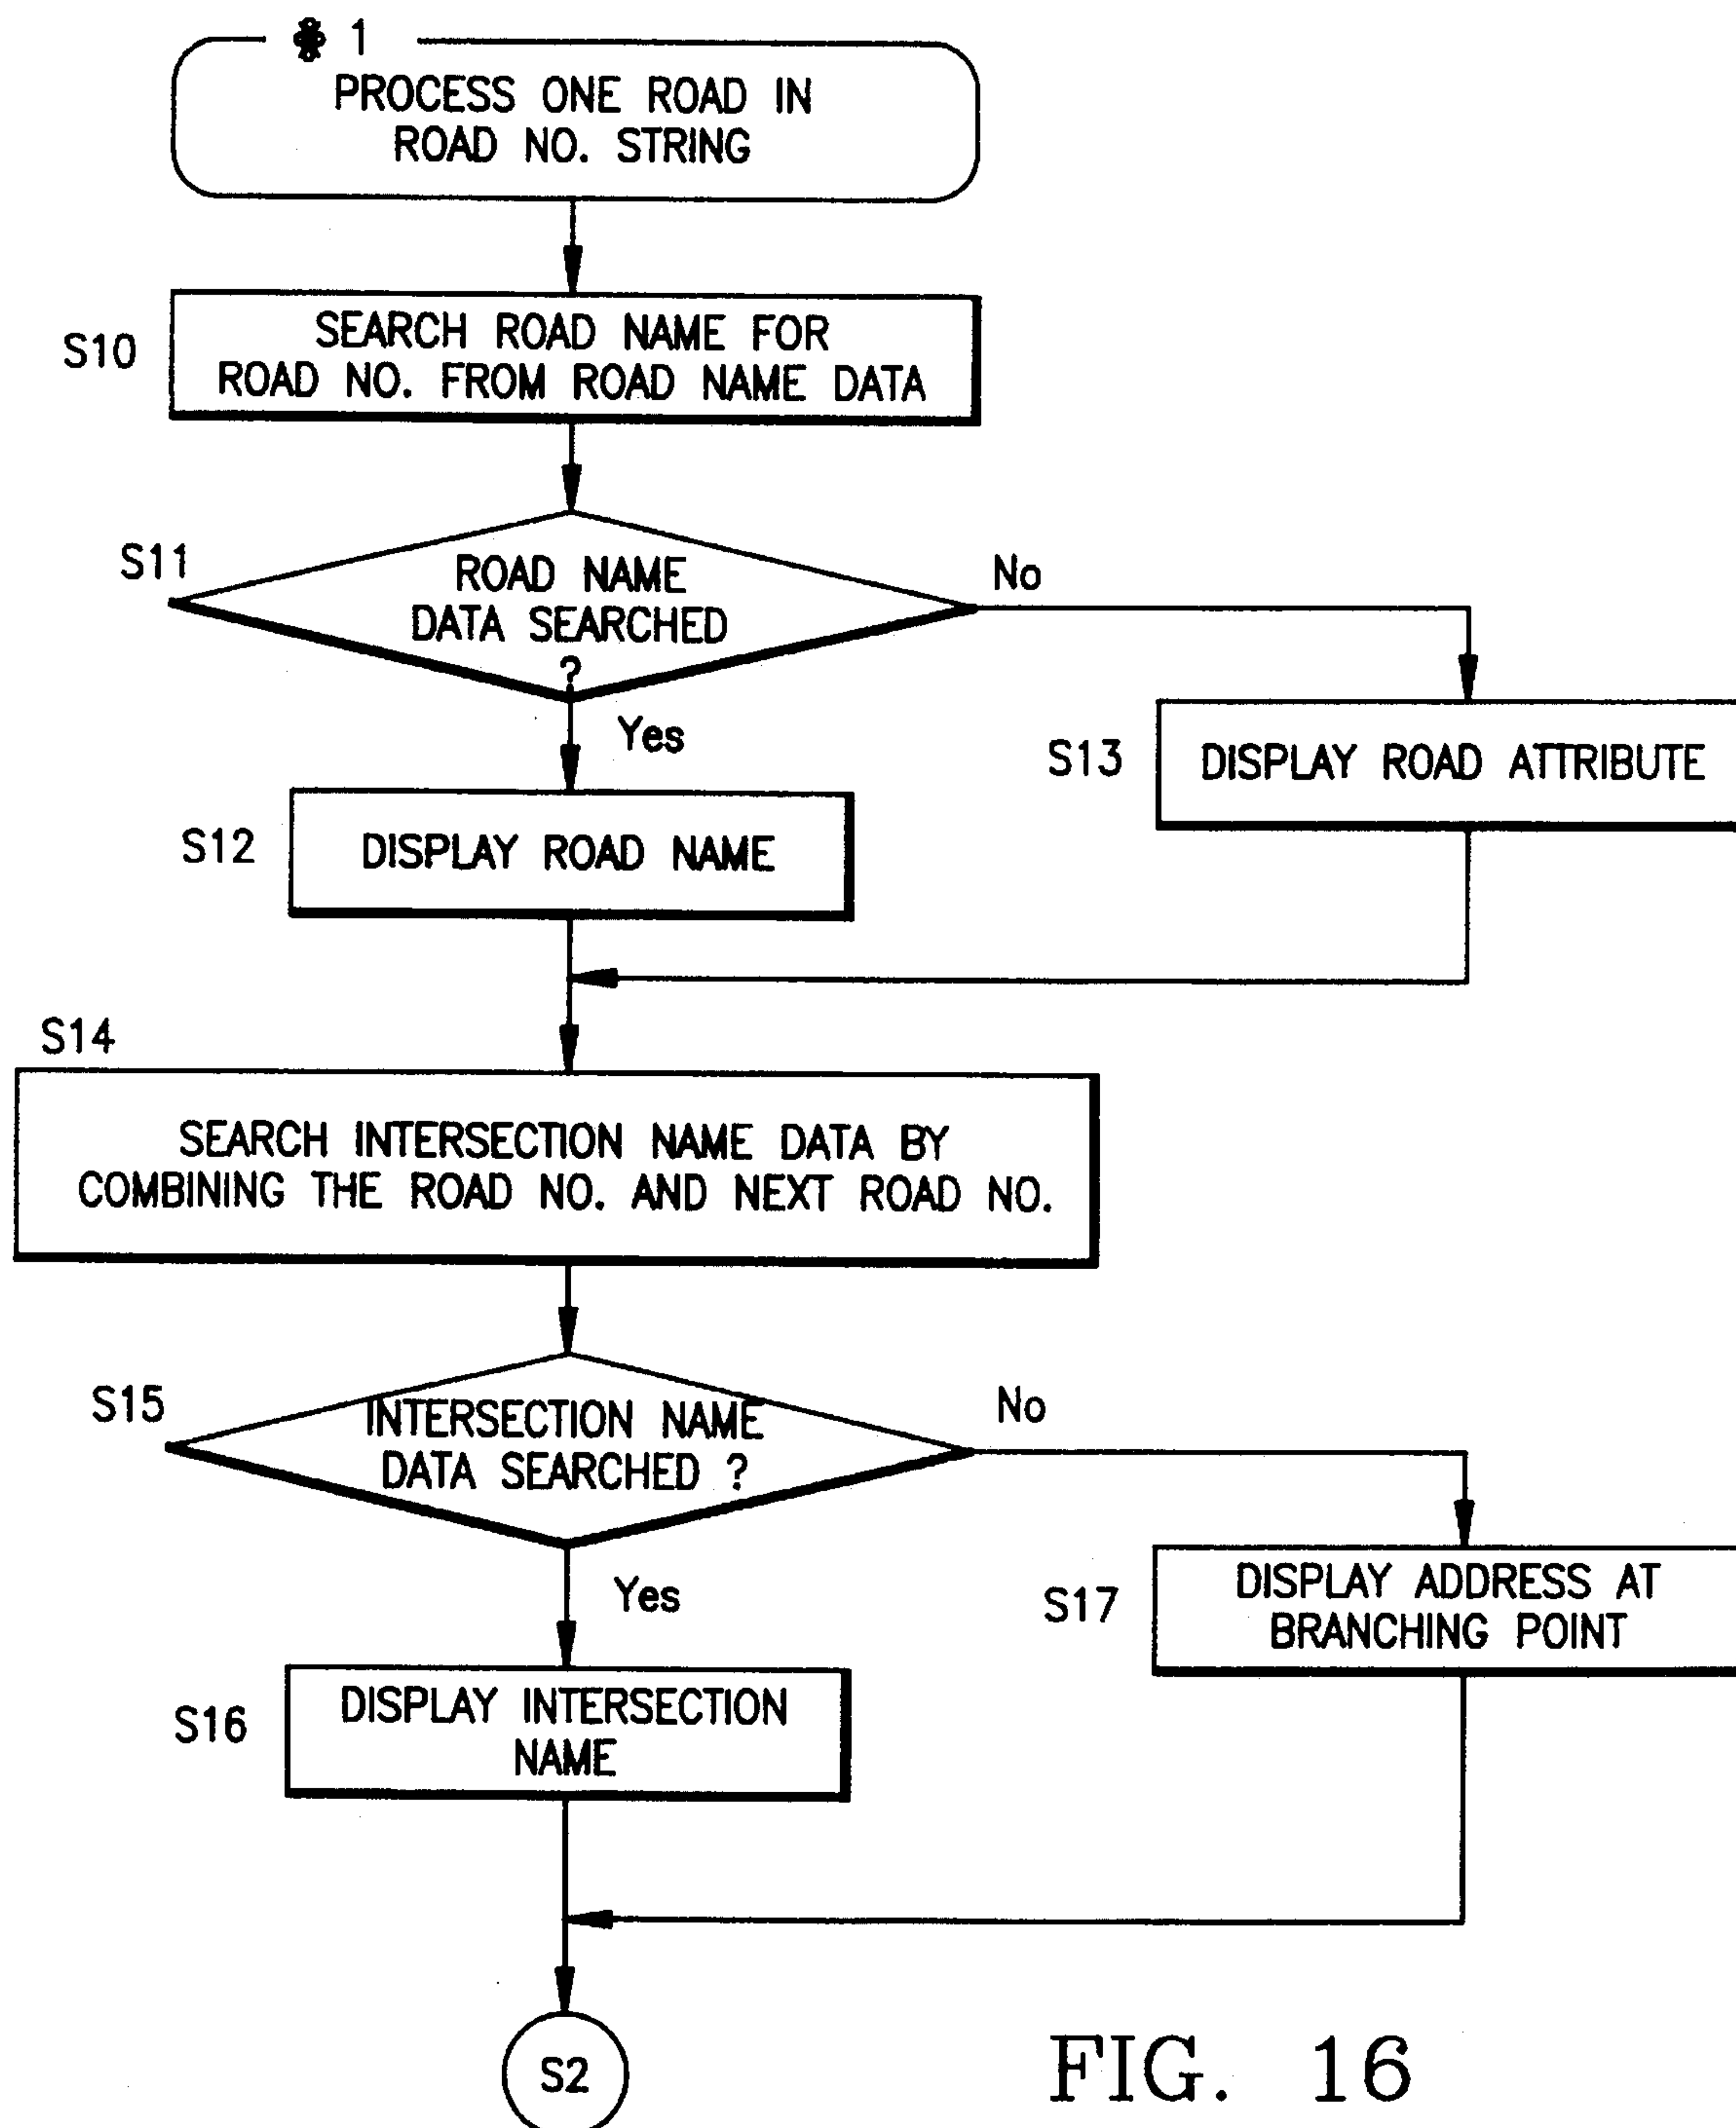 ✽ 1
PROCESS ONE ROAD IN
ROAD NO. STRING
S10
SEARCH ROAD NAME FOR
ROAD NO. FROM ROAD NAME DATA
S11
ROAD NAME
DATA SEARCHED
?
No
Yes
S13
DISPLAY ROAD ATTRIBUTE
S12
DISPLAY ROAD NAME
S14
SEARCH INTERSECTION NAME DATA BY
COMBINING THE ROAD NO. AND NEXT ROAD NO.
S15
INTERSECTION NAME
DATA SEARCHED ?
No
Yes
S17
DISPLAY ADDRESS AT
BRANCHING POINT
S16
DISPLAY INTERSECTION
NAME
S2
FIG. 16